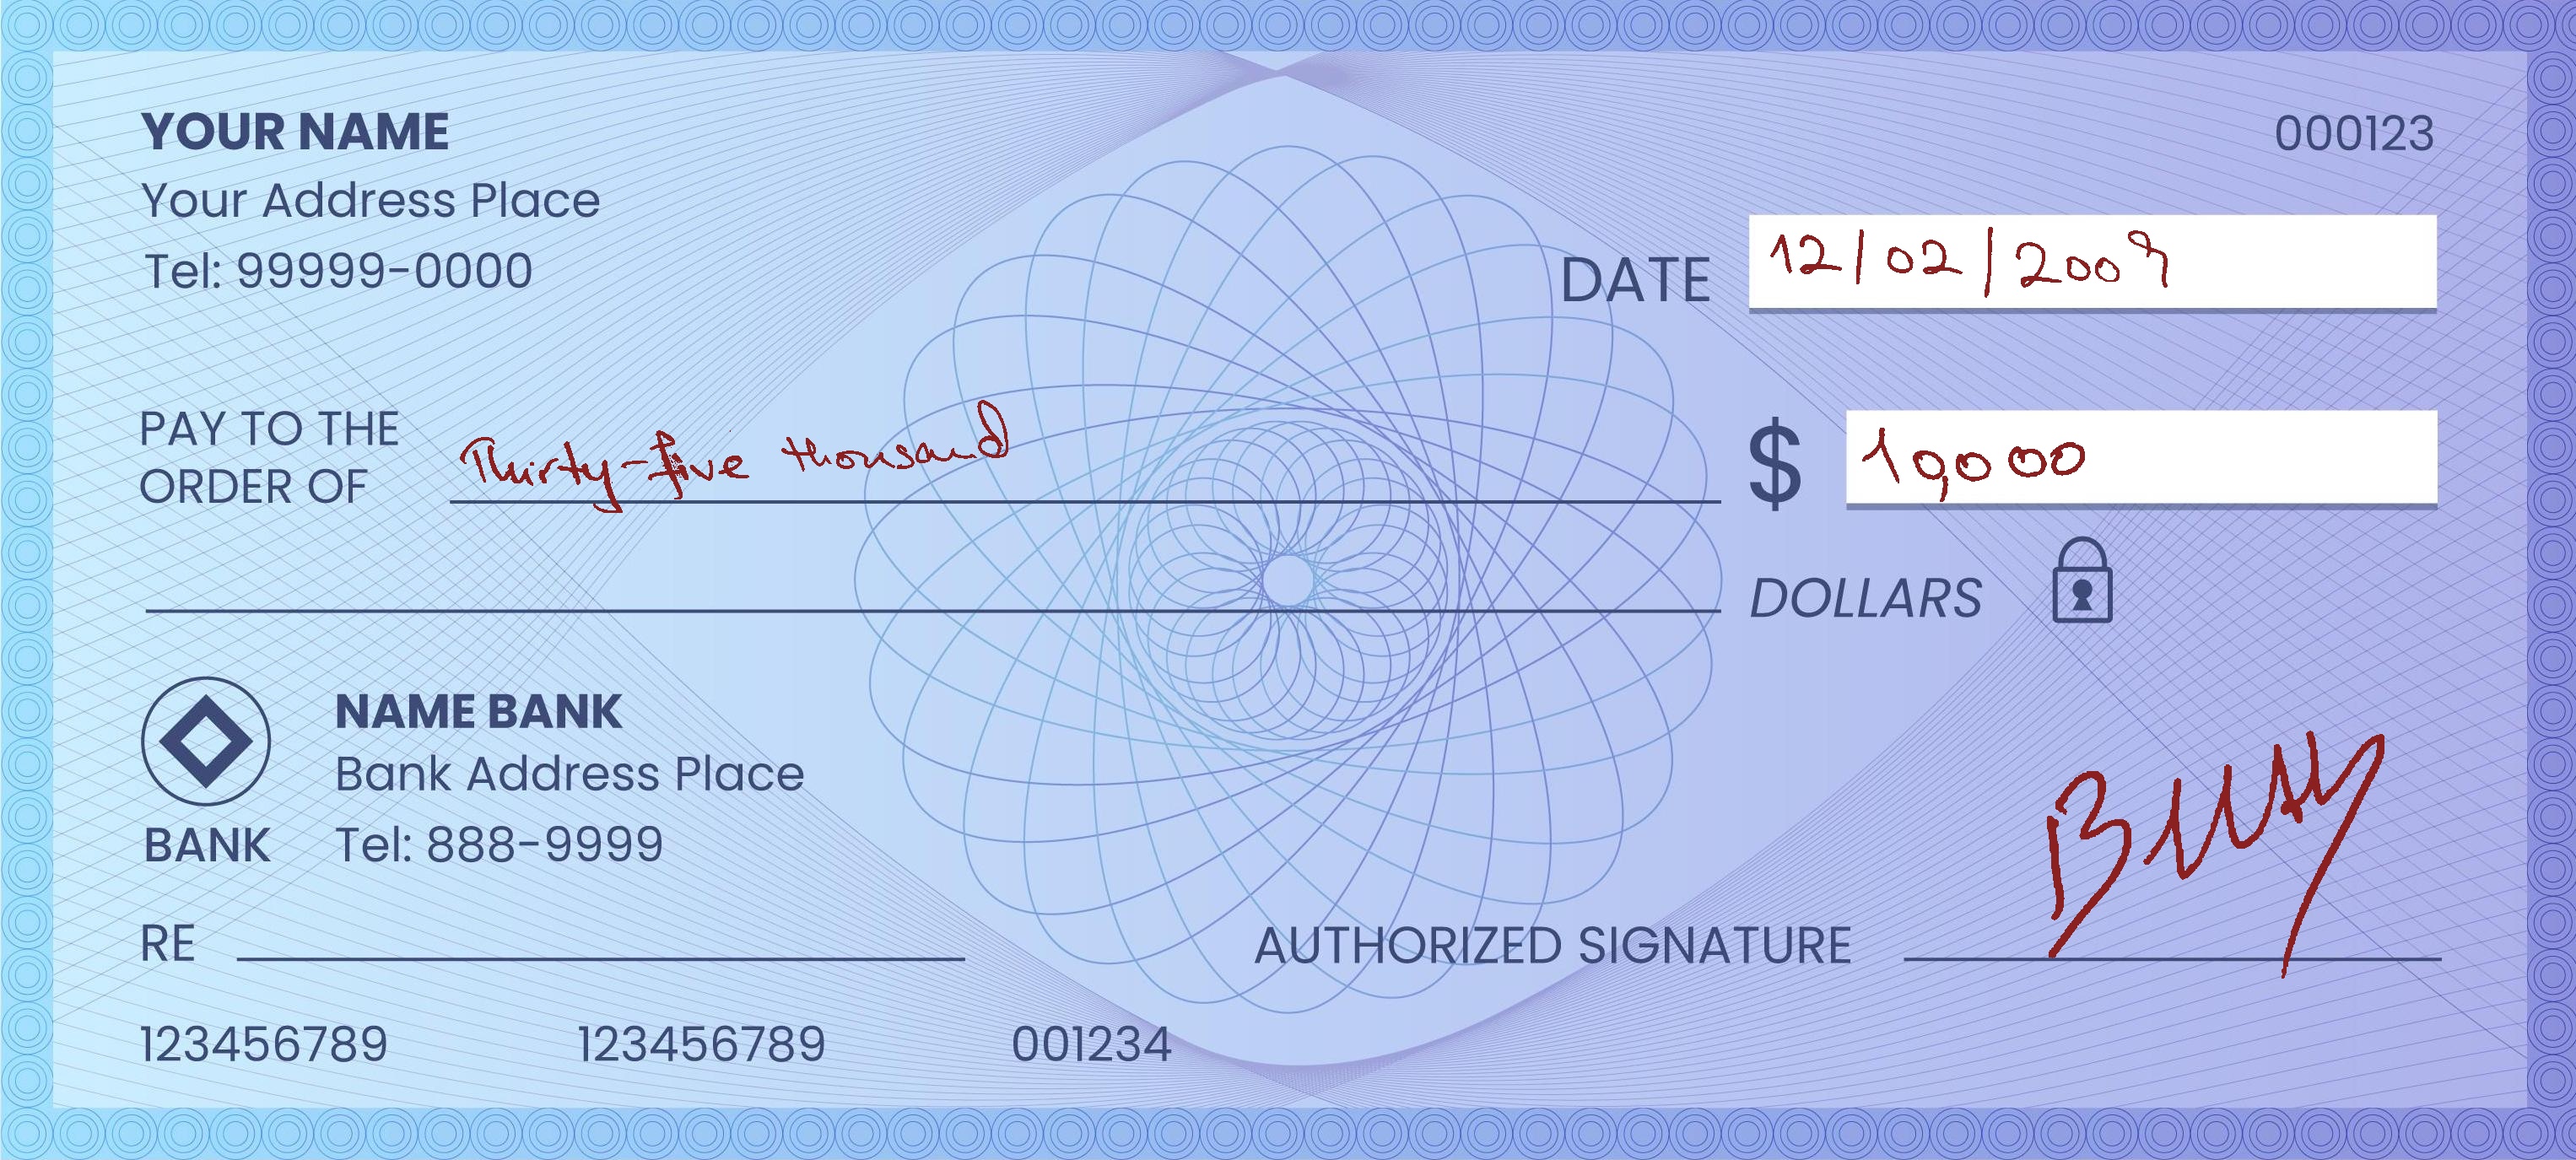 YOUR NAME
000123
Your Address Place
Tel: 99999-0000
DATE 12/02/2009
PAY TO THE
ORDER OF Thirty-five thousand $ 10,000
DOLLARS
NAME BANK
Bank Address Place
BANK Tel: 888-9999
RE
AUTHORIZED SIGNATURE
123456789 123456789 001234